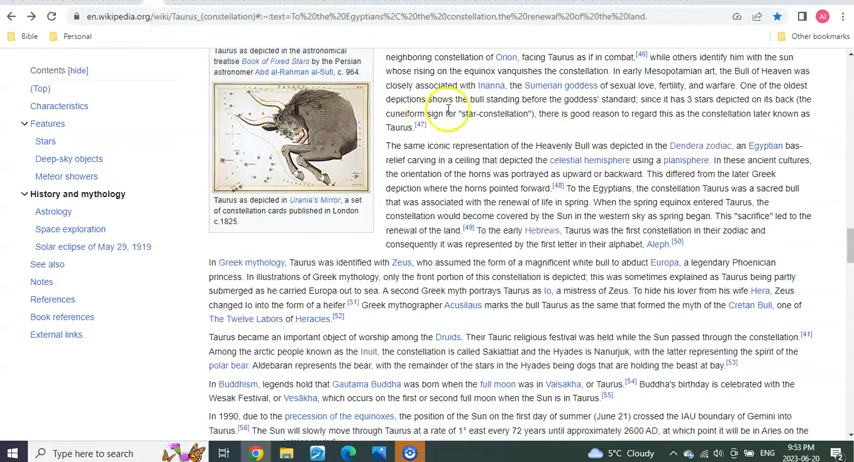 en.wikipedia.org/wiki/Taurus_(constellation)#:~:text=To%20the%20Egyptians%2C%20the%20constellation,the%20renewal%20of%20the%20land.
Bible
Personal
Other bookmarks
Contents [hide]
(Top)
Characteristics
Features
Stars
Deep-sky objects
Meteor showers
History and mythology
Astrology
Space exploration
Solar eclipse of May 29, 1919
See also
Notes
References
Book references
External links
Taurus as depicted in the astronomical
treatise Book of Fixed Stars by the Persian
astronomer Abd al-Rahman al-Sufi, c. 964.
Taurus as depicted in Urania's Mirror, a set
of constellation cards published in London
c.1825.
neighboring constellation of Orion, facing Taurus as if in combat,[46] while others identify him with the sun
whose rising on the equinox vanquishes the constellation. In early Mesopotamian art, the Bull of Heaven was
closely associated with Inanna, the Sumerian goddess of sexual love, fertility, and warfare. One of the oldest
depictions shows the bull standing before the goddess' standard; since it has 3 stars depicted on its back (the
cuneiform sign for "star-constellation"), there is good reason to regard this as the constellation later known as
Taurus.[47]
The same iconic representation of the Heavenly Bull was depicted in the Dendera zodiac, an Egyptian bas-
relief carving in a ceiling that depicted the celestial hemisphere using a planisphere. In these ancient cultures,
the orientation of the horns was portrayed as upward or backward. This differed from the later Greek
depiction where the horns pointed forward.[48] To the Egyptians, the constellation Taurus was a sacred bull
that was associated with the renewal of life in spring. When the spring equinox entered Taurus, the
constellation would become covered by the Sun in the western sky as spring began. This "sacrifice" led to the
renewal of the land.[49] To the early Hebrews, Taurus was the first constellation in their zodiac and
consequently it was represented by the first letter in their alphabet, Aleph.[50]
In Greek mythology, Taurus was identified with Zeus, who assumed the form of a magnificent white bull to abduct Europa, a legendary Phoenician
princess. In illustrations of Greek mythology, only the front portion of this constellation is depicted; this was sometimes explained as Taurus being partly
submerged as he carried Europa out to sea. A second Greek myth portrays Taurus as Io, a mistress of Zeus. To hide his lover from his wife Hera, Zeus
changed Io into the form of a heifer.[51] Greek mythographer Acusilaus marks the bull Taurus as the same that formed the myth of the Cretan Bull, one of
The Twelve Labors of Heracles.[52]
Taurus became an important object of worship among the Druids. Their Tauric religious festival was held while the Sun passed through the constellation.[41]
Among the arctic people known as the Inuit, the constellation is called Sakiattiat and the Hyades is Nanurjuk, with the latter representing the spirit of the
polar bear. Aldebaran represents the bear, with the remainder of the stars in the Hyades being dogs that are holding the beast at bay.[53]
In Buddhism, legends hold that Gautama Buddha was born when the full moon was in Vaisakha, or Taurus.[54] Buddha's birthday is celebrated with the
Wesak Festival, or Vesākha, which occurs on the first or second full moon when the Sun is in Taurus.[55]
In 1990, due to the precession of the equinoxes, the position of the Sun on the first day of summer (June 21) crossed the IAU boundary of Gemini into
Taurus.[56] The Sun will slowly move through Taurus at a rate of 1° east every 72 years until approximately 2600 AD, at which point it will be in Aries on the
Type here to search
5°C Cloudy
ENG
9:53 PM
2023-06-20